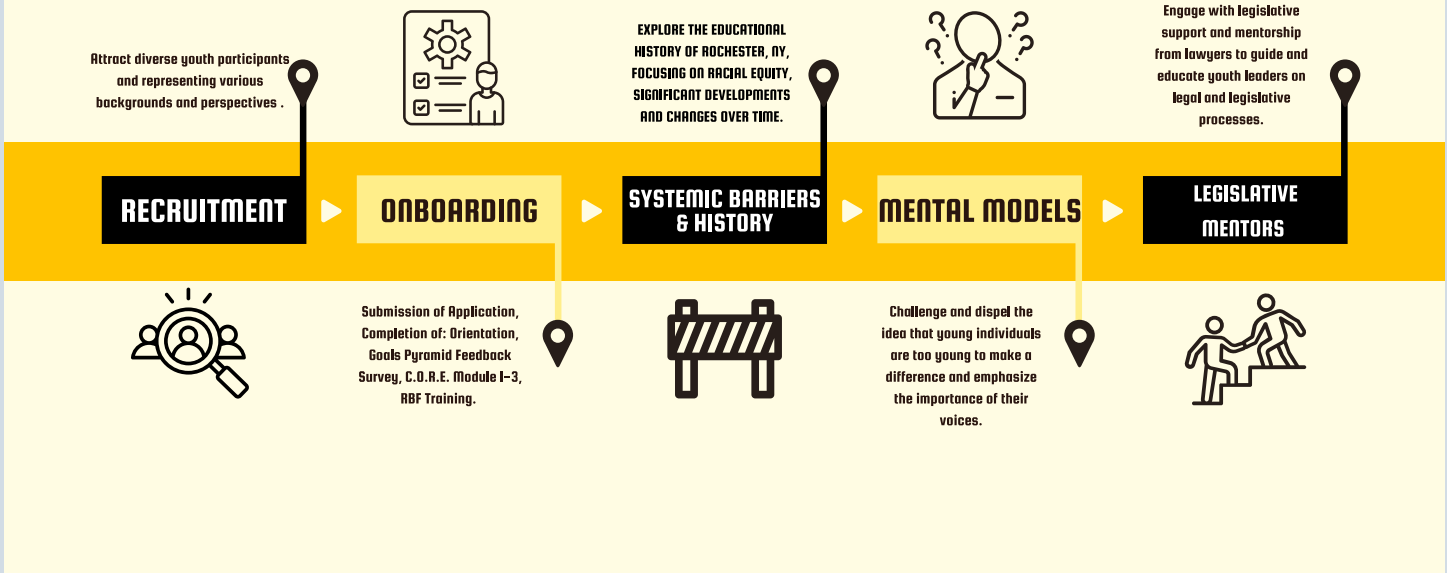 Attract diverse youth participants
and representing various
backgrounds and perspectives .
RECRUITMENT
ONBOARDING
Submission of Application,
Completion of: Orientation,
Goals Pyramid Feedback
Survey, C.O.R.E. Module 1-3,
RBF Training.
EXPLORE THE EDUCATIONAL
HISTORY OF ROCHESTER, NY,
FOCUSING ON RACIAL EQUITY,
SIGNIFICANT DEVELOPMENTS
AND CHANGES OVER TIME.
SYSTEMIC BARRIERS
& HISTORY
MENTAL MODELS
Challenge and dispel the
idea that young individuals
are too young to make a
difference and emphasize
the importance of their
voices.
Engage with legislative
support and mentorship
from lawyers to guide and
educate youth leaders on
legal and legislative
processes.
LEGISLATIVE
MENTORS